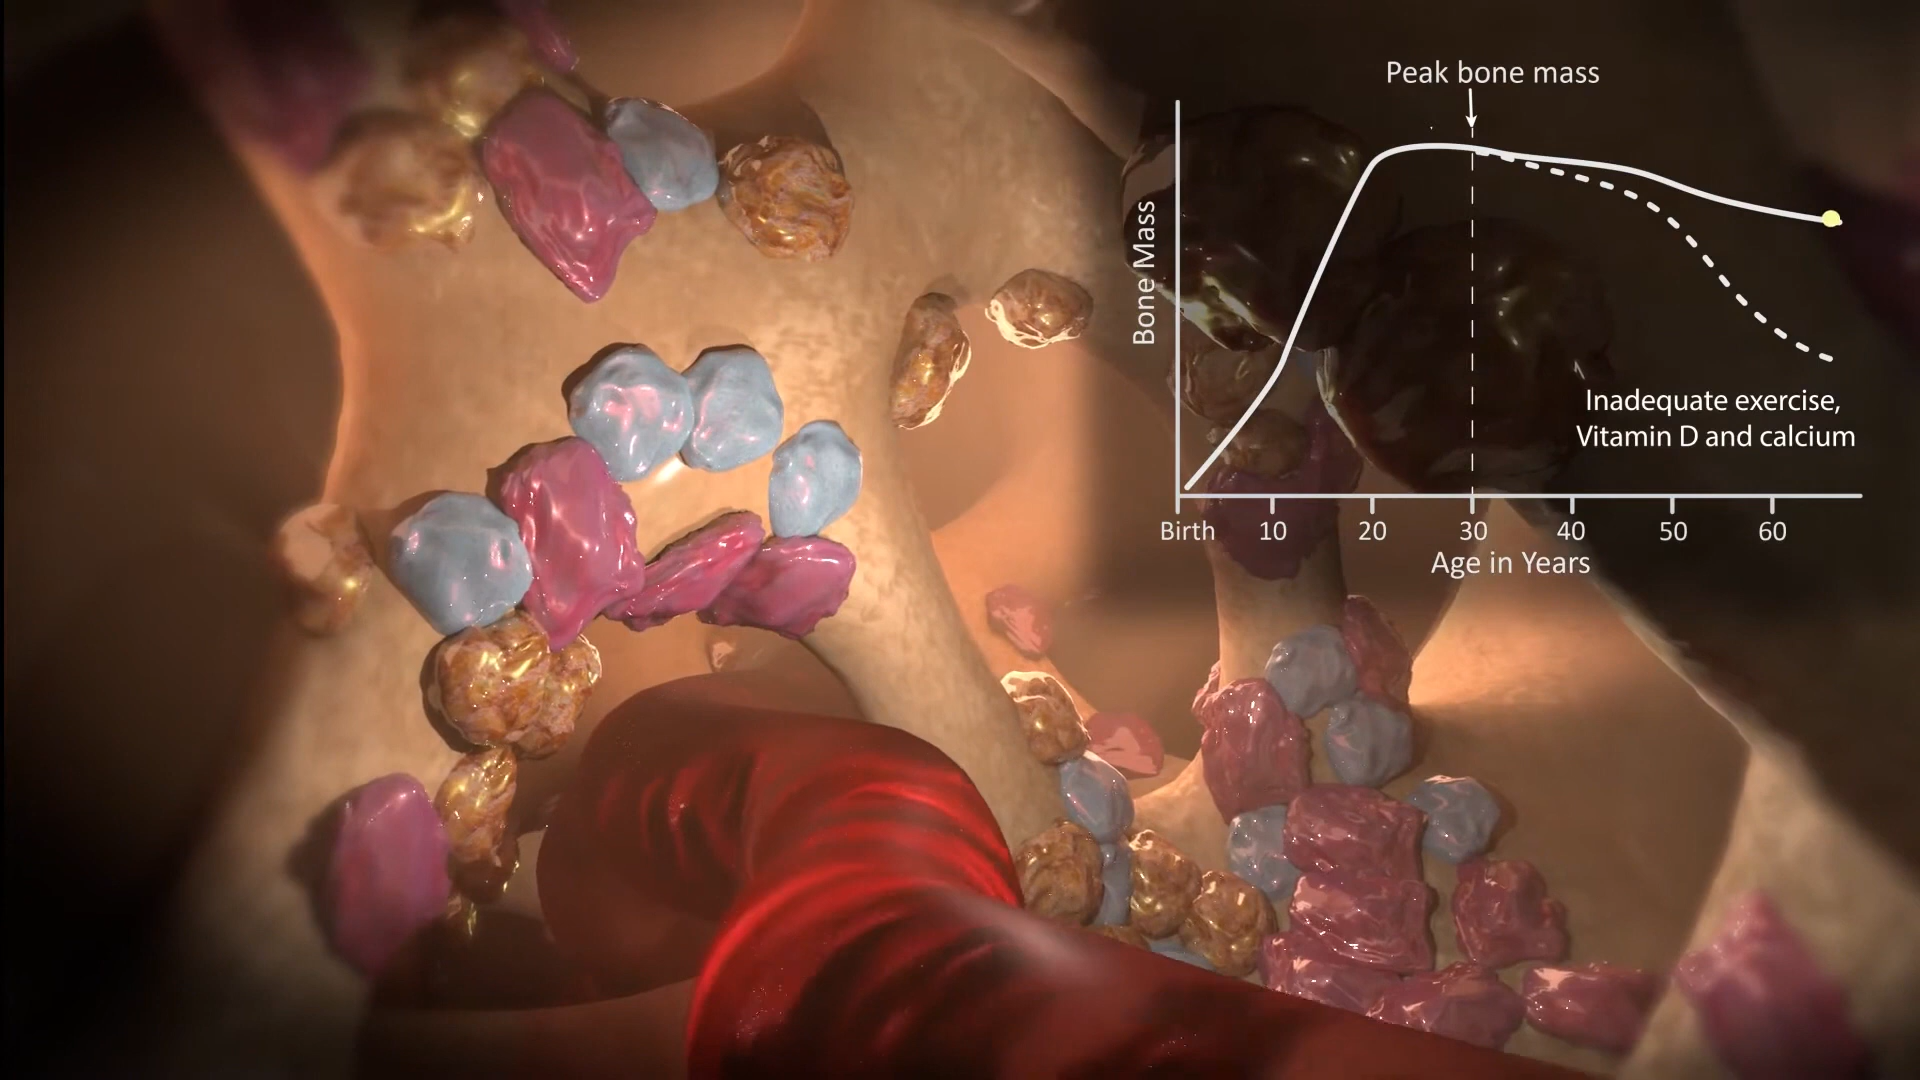 Peak bone mass
Bone Mass
Inadequate exercise,
Vitamin D and calcium
Birth 10 20 30 40 50 60
Age in Years